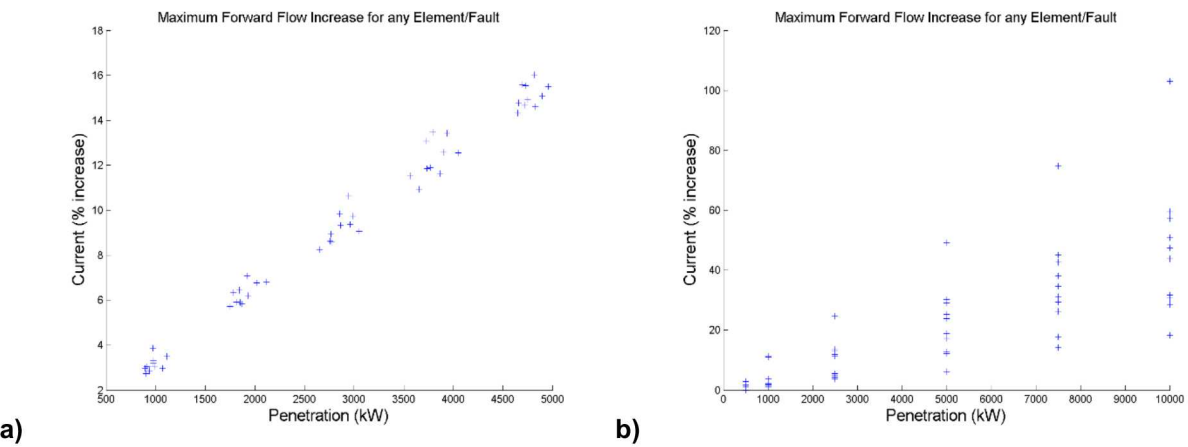 Maximum Forward Flow Increase for any Element/Fault
18
16
14
12
10
8
6
4
2
Current (% increase)
500 1000 1500 2000 2500 3000 3500 4000 4500 5000
Penetration (kW)
a)
Maximum Forward Flow Increase for any Element/Fault
120
100
80
60
40
20
0
Current (% increase)
0 1000 2000 3000 4000 5000 6000 7000 8000 9000 10000
Penetration (kW)
b)